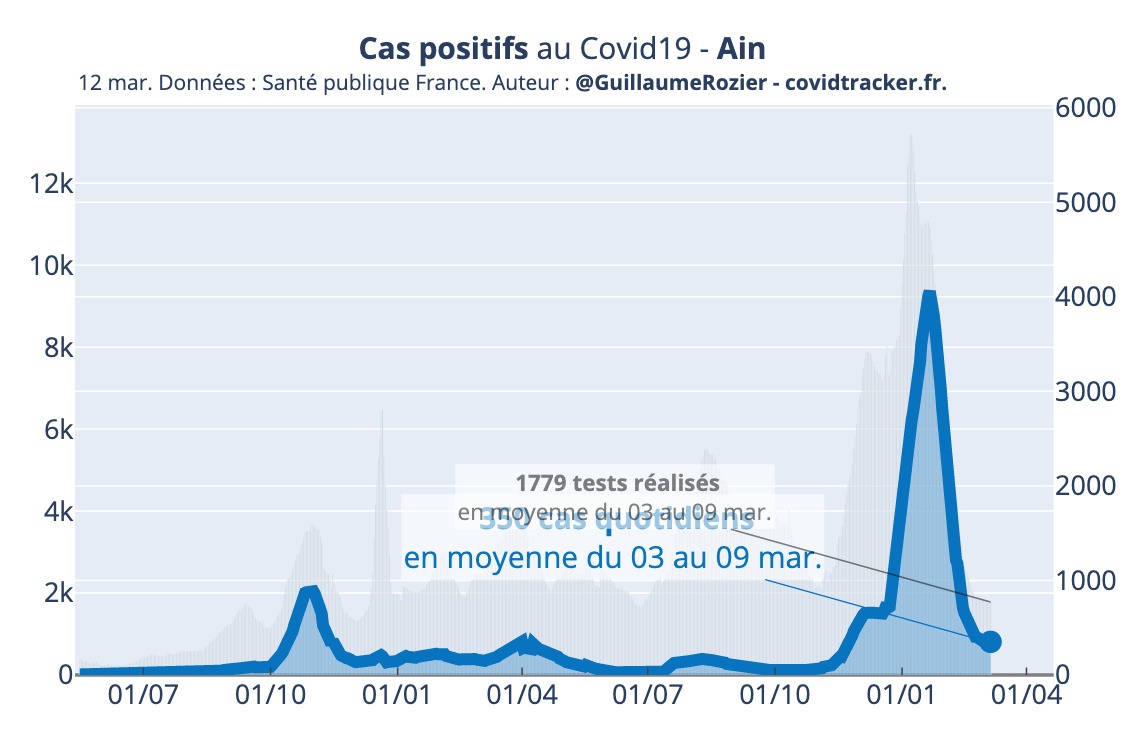 Cas positifs au Covid19 - Ain
12 mar. Données : Santé publique France. Auteur : @GuillaumeRozier - covidtracker.fr.
6000
12k
5000
10k
4000
8k
3000
6k
1779 tests réalisés
2000
en moyenne du 03 au 09 mar.
4k
350 cas quotidiens
en moyenne du 03 au 09 mar.
1000
2k
0
0
01/07
01/10
01/01
01/04
01/07
01/10
01/01
01/04